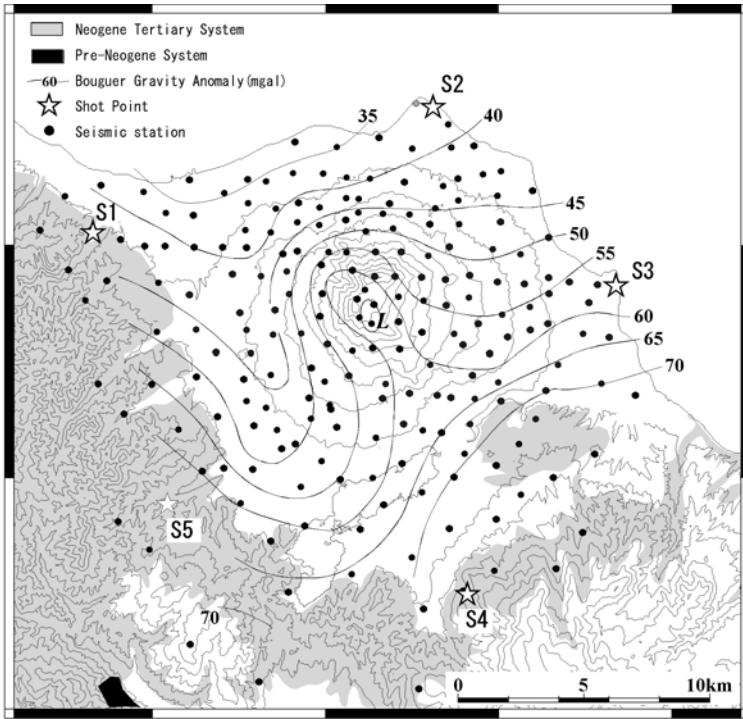 Neogene Tertiary System
Pre-Neogene System
60 Bouguer Gravity Anomaly(mgal)
Shot Point
Seismic station
S2
35
40
45
S1
50
55
S3
60
L
65
70
S5
S4
70
0 5 10km